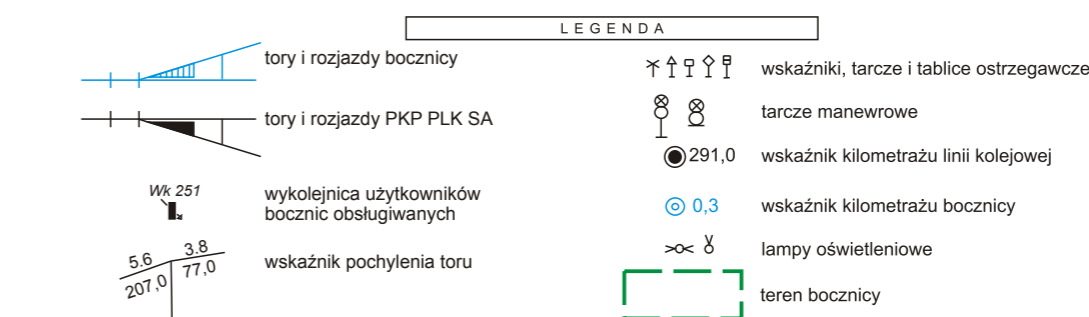 LEGENDA
tory i rozjazdy bocznicy
tory i rozjazdy PKP PLK SA
Wk 251
wykolejnica użytkowników
bocznic obsługiwanych
5.6 3.8
207,0 77,0
wskaźnik pochylenia toru
wskaźniki, tarcze i tablice ostrzegawcze
tarcze manewrowe
291,0 wskaźnik kilometrażu linii kolejowej
0,3 wskaźnik kilometrażu bocznicy
lampy oświetleniowe
teren bocznicy